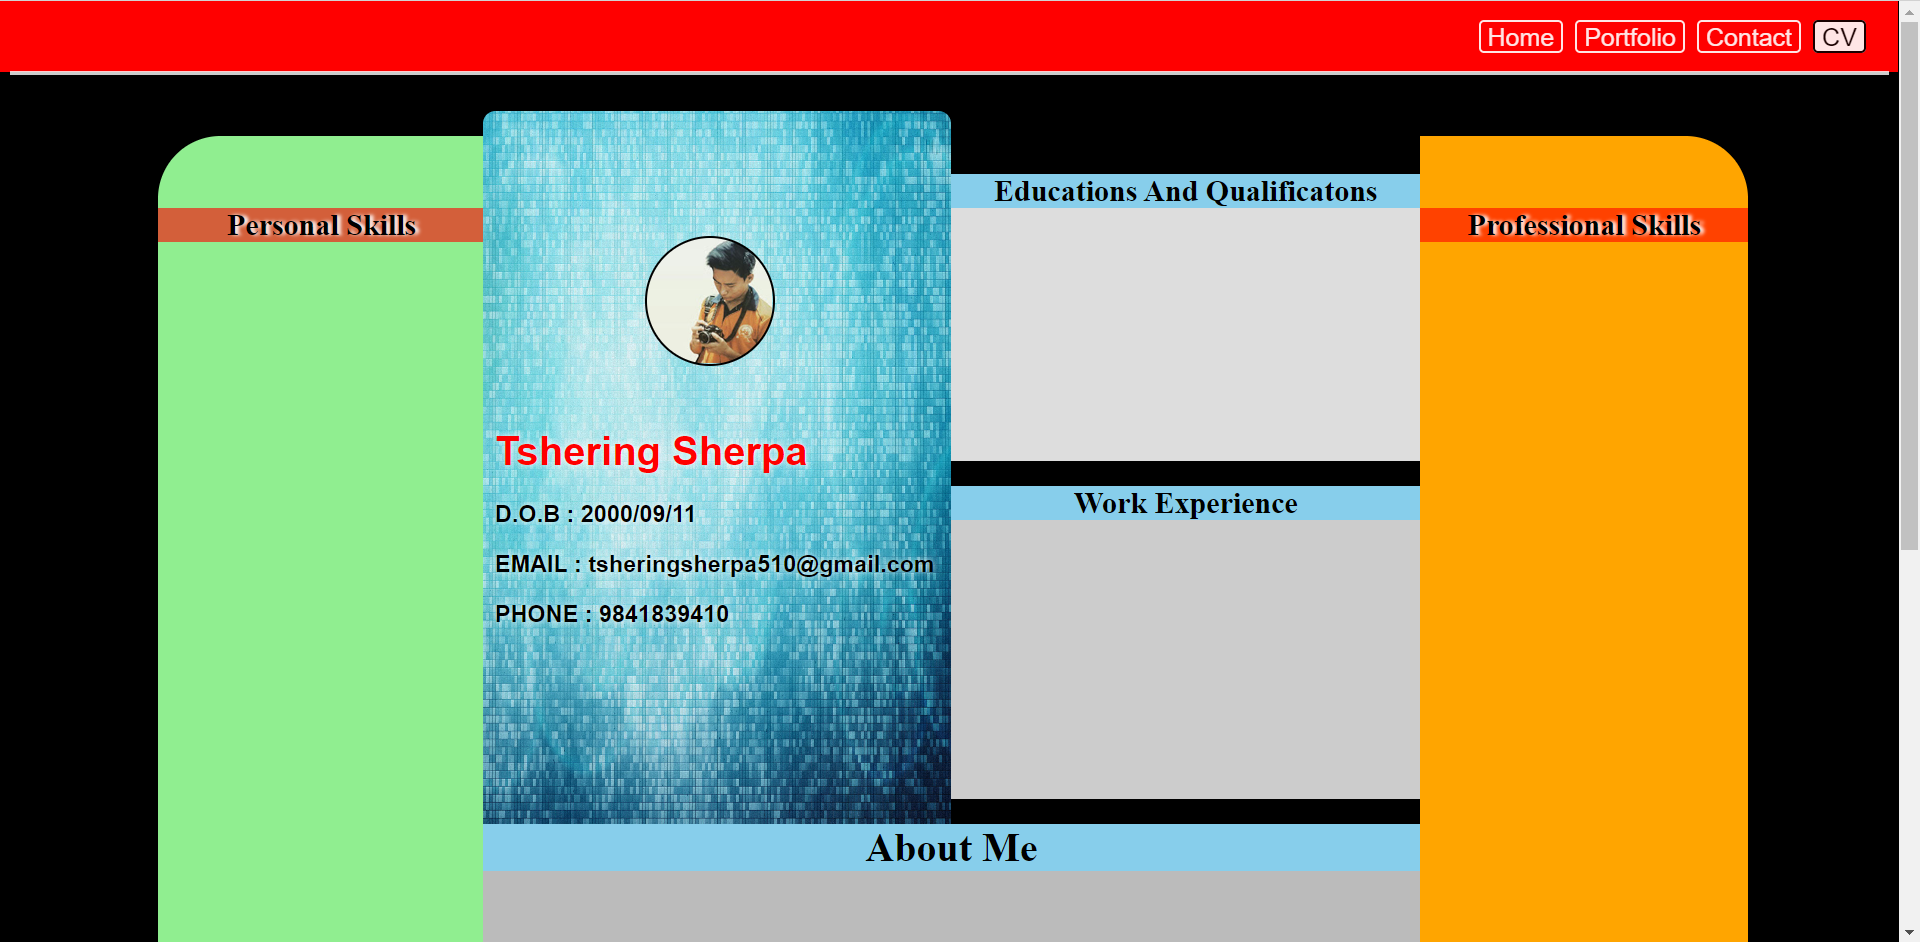 Home Portfolio Contact CV
Personal Skills
Tshering Sherpa
D.O.B : 2000/09/11
EMAIL : tsheringsherpa510@gmail.com
PHONE : 9841839410
Educations And Qualificatons
Work Experience
Professional Skills
About Me